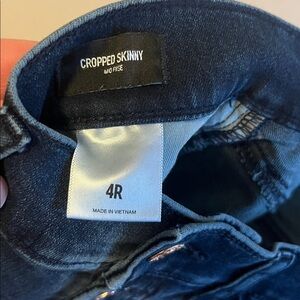 CROPPED SKINNY
MID RISE
4R
MADE IN VIETNAM